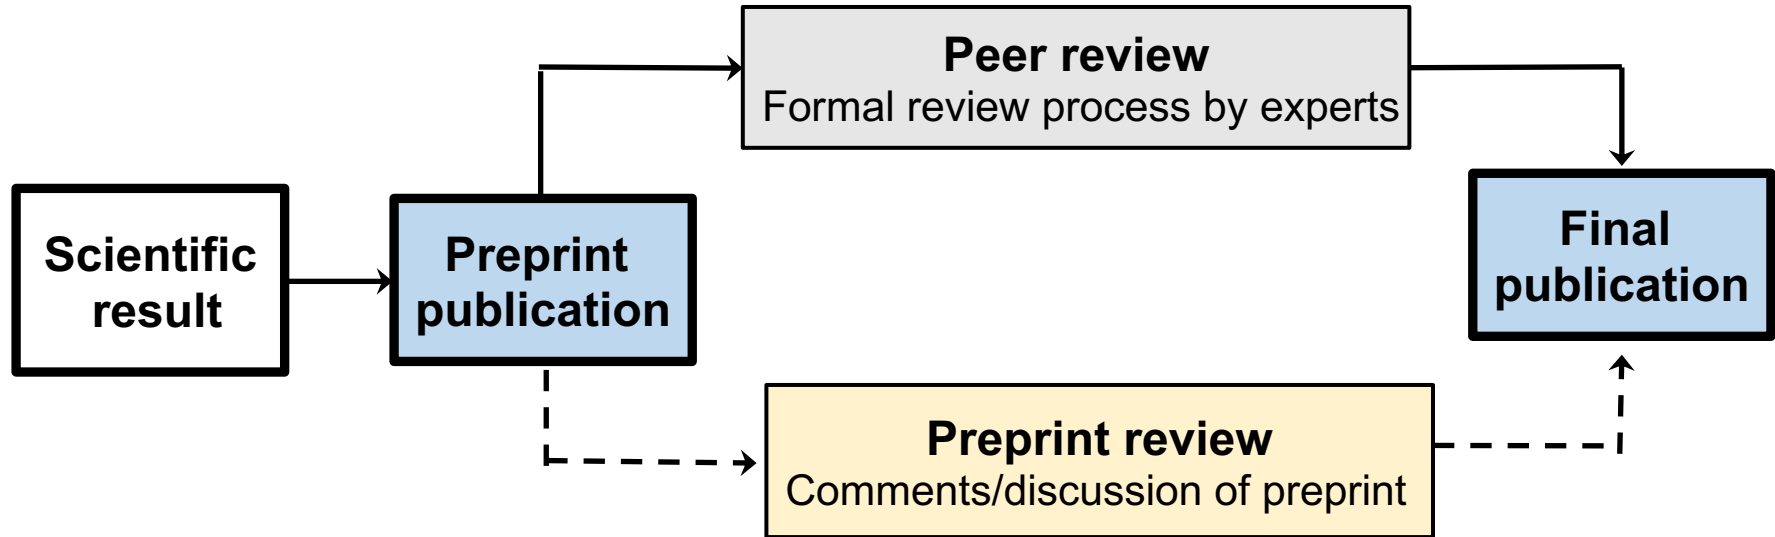 Peer review
Formal review process by experts
Scientific
result
Preprint
publication
Final
publication
Preprint review
Comments/discussion of preprint